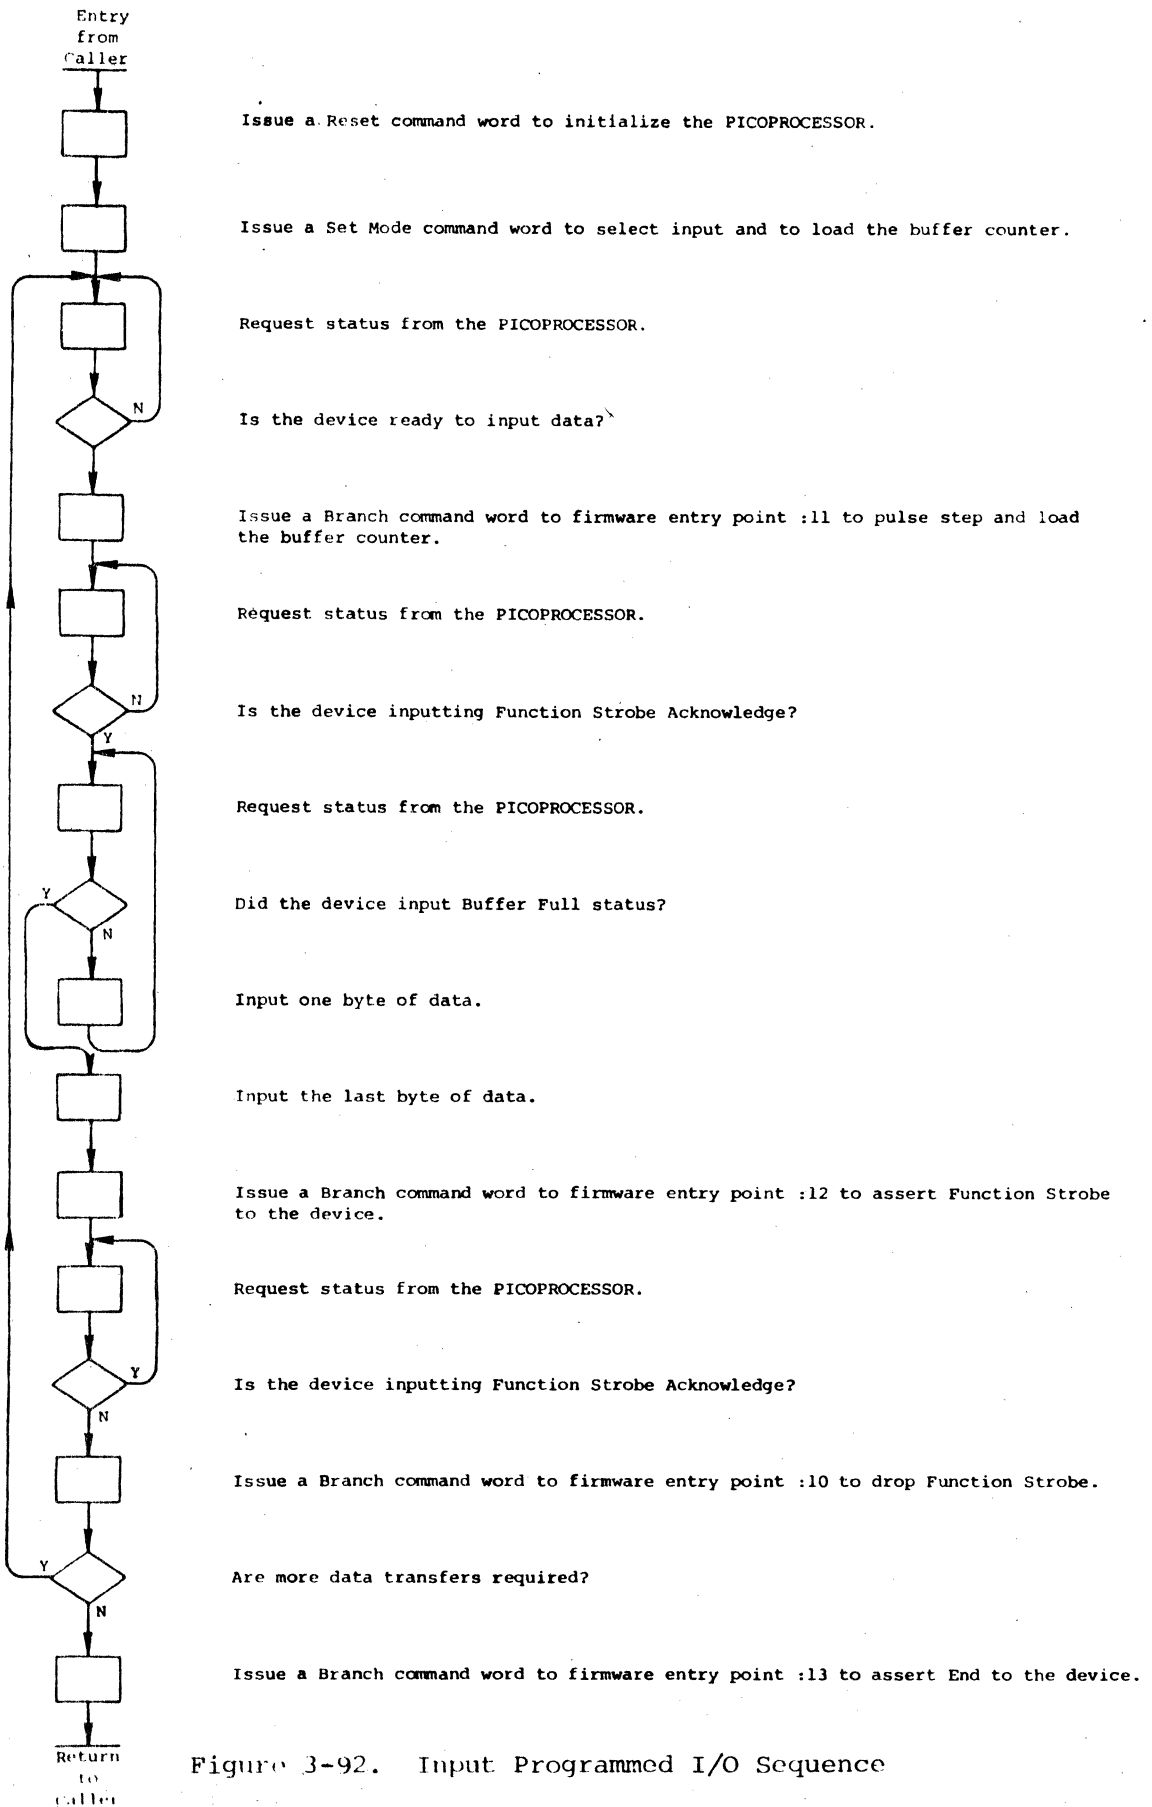 Entry
from
Caller
Issue a Reset command word to initialize the PICOPROCESSOR.
Issue a Set Mode command word to select input and to load the buffer counter.
Request status from the PICOPROCESSOR.
N
Is the device ready to input data?
Issue a Branch command word to firmware entry point :11 to pulse step and load
the buffer counter.
Request status from the PICOPROCESSOR.
N
Is the device inputting Function Strobe Acknowledge?
Y
Request status from the PICOPROCESSOR.
Y
Did the device input Buffer Full status?
N
Input one byte of data.
Input the last byte of data.
Issue a Branch command word to firmware entry point :12 to assert Function Strobe
to the device.
Request status from the PICOPROCESSOR.
Y
Is the device inputting Function Strobe Acknowledge?
N
Issue a Branch command word to firmware entry point :10 to drop Function Strobe.
Y
Are more data transfers required?
N
Issue a Branch command word to firmware entry point :13 to assert End to the device.
Return
to
caller
Figure 3-92. Input Programmed I/O Sequence